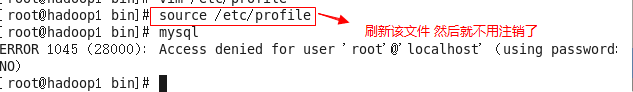 [root@hadoop1 bin]# vim /etc/profile
[root@hadoop1 bin]# source /etc/profile
刷新该文件 然后就不用注销了
[root@hadoop1 bin]# mysql
ERROR 1045 (28000): Access denied for user 'root'@'localhost' (using password:
NO)
[root@hadoop1 bin]#